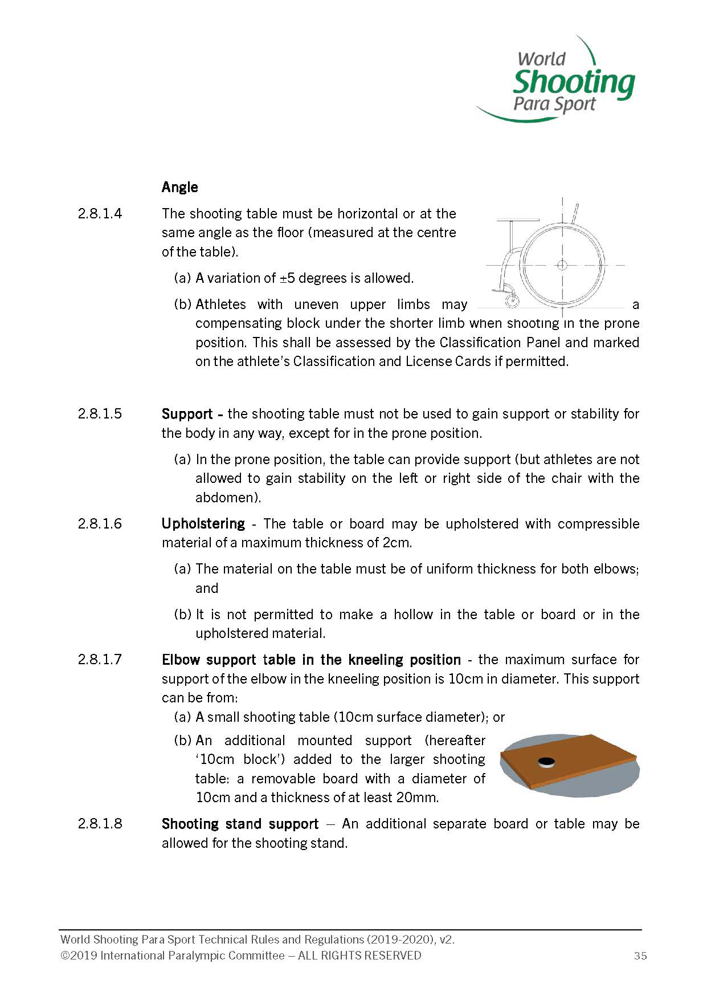 World
Shooting
Para Sport
Angle
2.8.1.4 The shooting table must be horizontal or at the
same angle as the floor (measured at the centre
of the table).
(a) A variation of ±5 degrees is allowed.
(b) Athletes with uneven upper limbs may a
compensating block under the shorter limb when shooting in the prone
position. This shall be assessed by the Classification Panel and marked
on the athlete’s Classification and License Cards if permitted.
2.8.1.5 Support - the shooting table must not be used to gain support or stability for
the body in any way, except for in the prone position.
(a) In the prone position, the table can provide support (but athletes are not
allowed to gain stability on the left or right side of the chair with the
abdomen).
2.8.1.6 Upholstering - The table or board may be upholstered with compressible
material of a maximum thickness of 2cm.
(a) The material on the table must be of uniform thickness for both elbows;
and
(b) It is not permitted to make a hollow in the table or board or in the
upholstered material.
2.8.1.7 Elbow support table in the kneeling position - the maximum surface for
support of the elbow in the kneeling position is 10cm in diameter. This support
can be from:
(a) A small shooting table (10cm surface diameter); or
(b) An additional mounted support (hereafter
‘10cm block’) added to the larger shooting
table: a removable board with a diameter of
10cm and a thickness of at least 20mm.
2.8.1.8 Shooting stand support – An additional separate board or table may be
allowed for the shooting stand.
World Shooting Para Sport Technical Rules and Regulations (2019-2020), v2.
©2019 International Paralympic Committee – ALL RIGHTS RESERVED 35